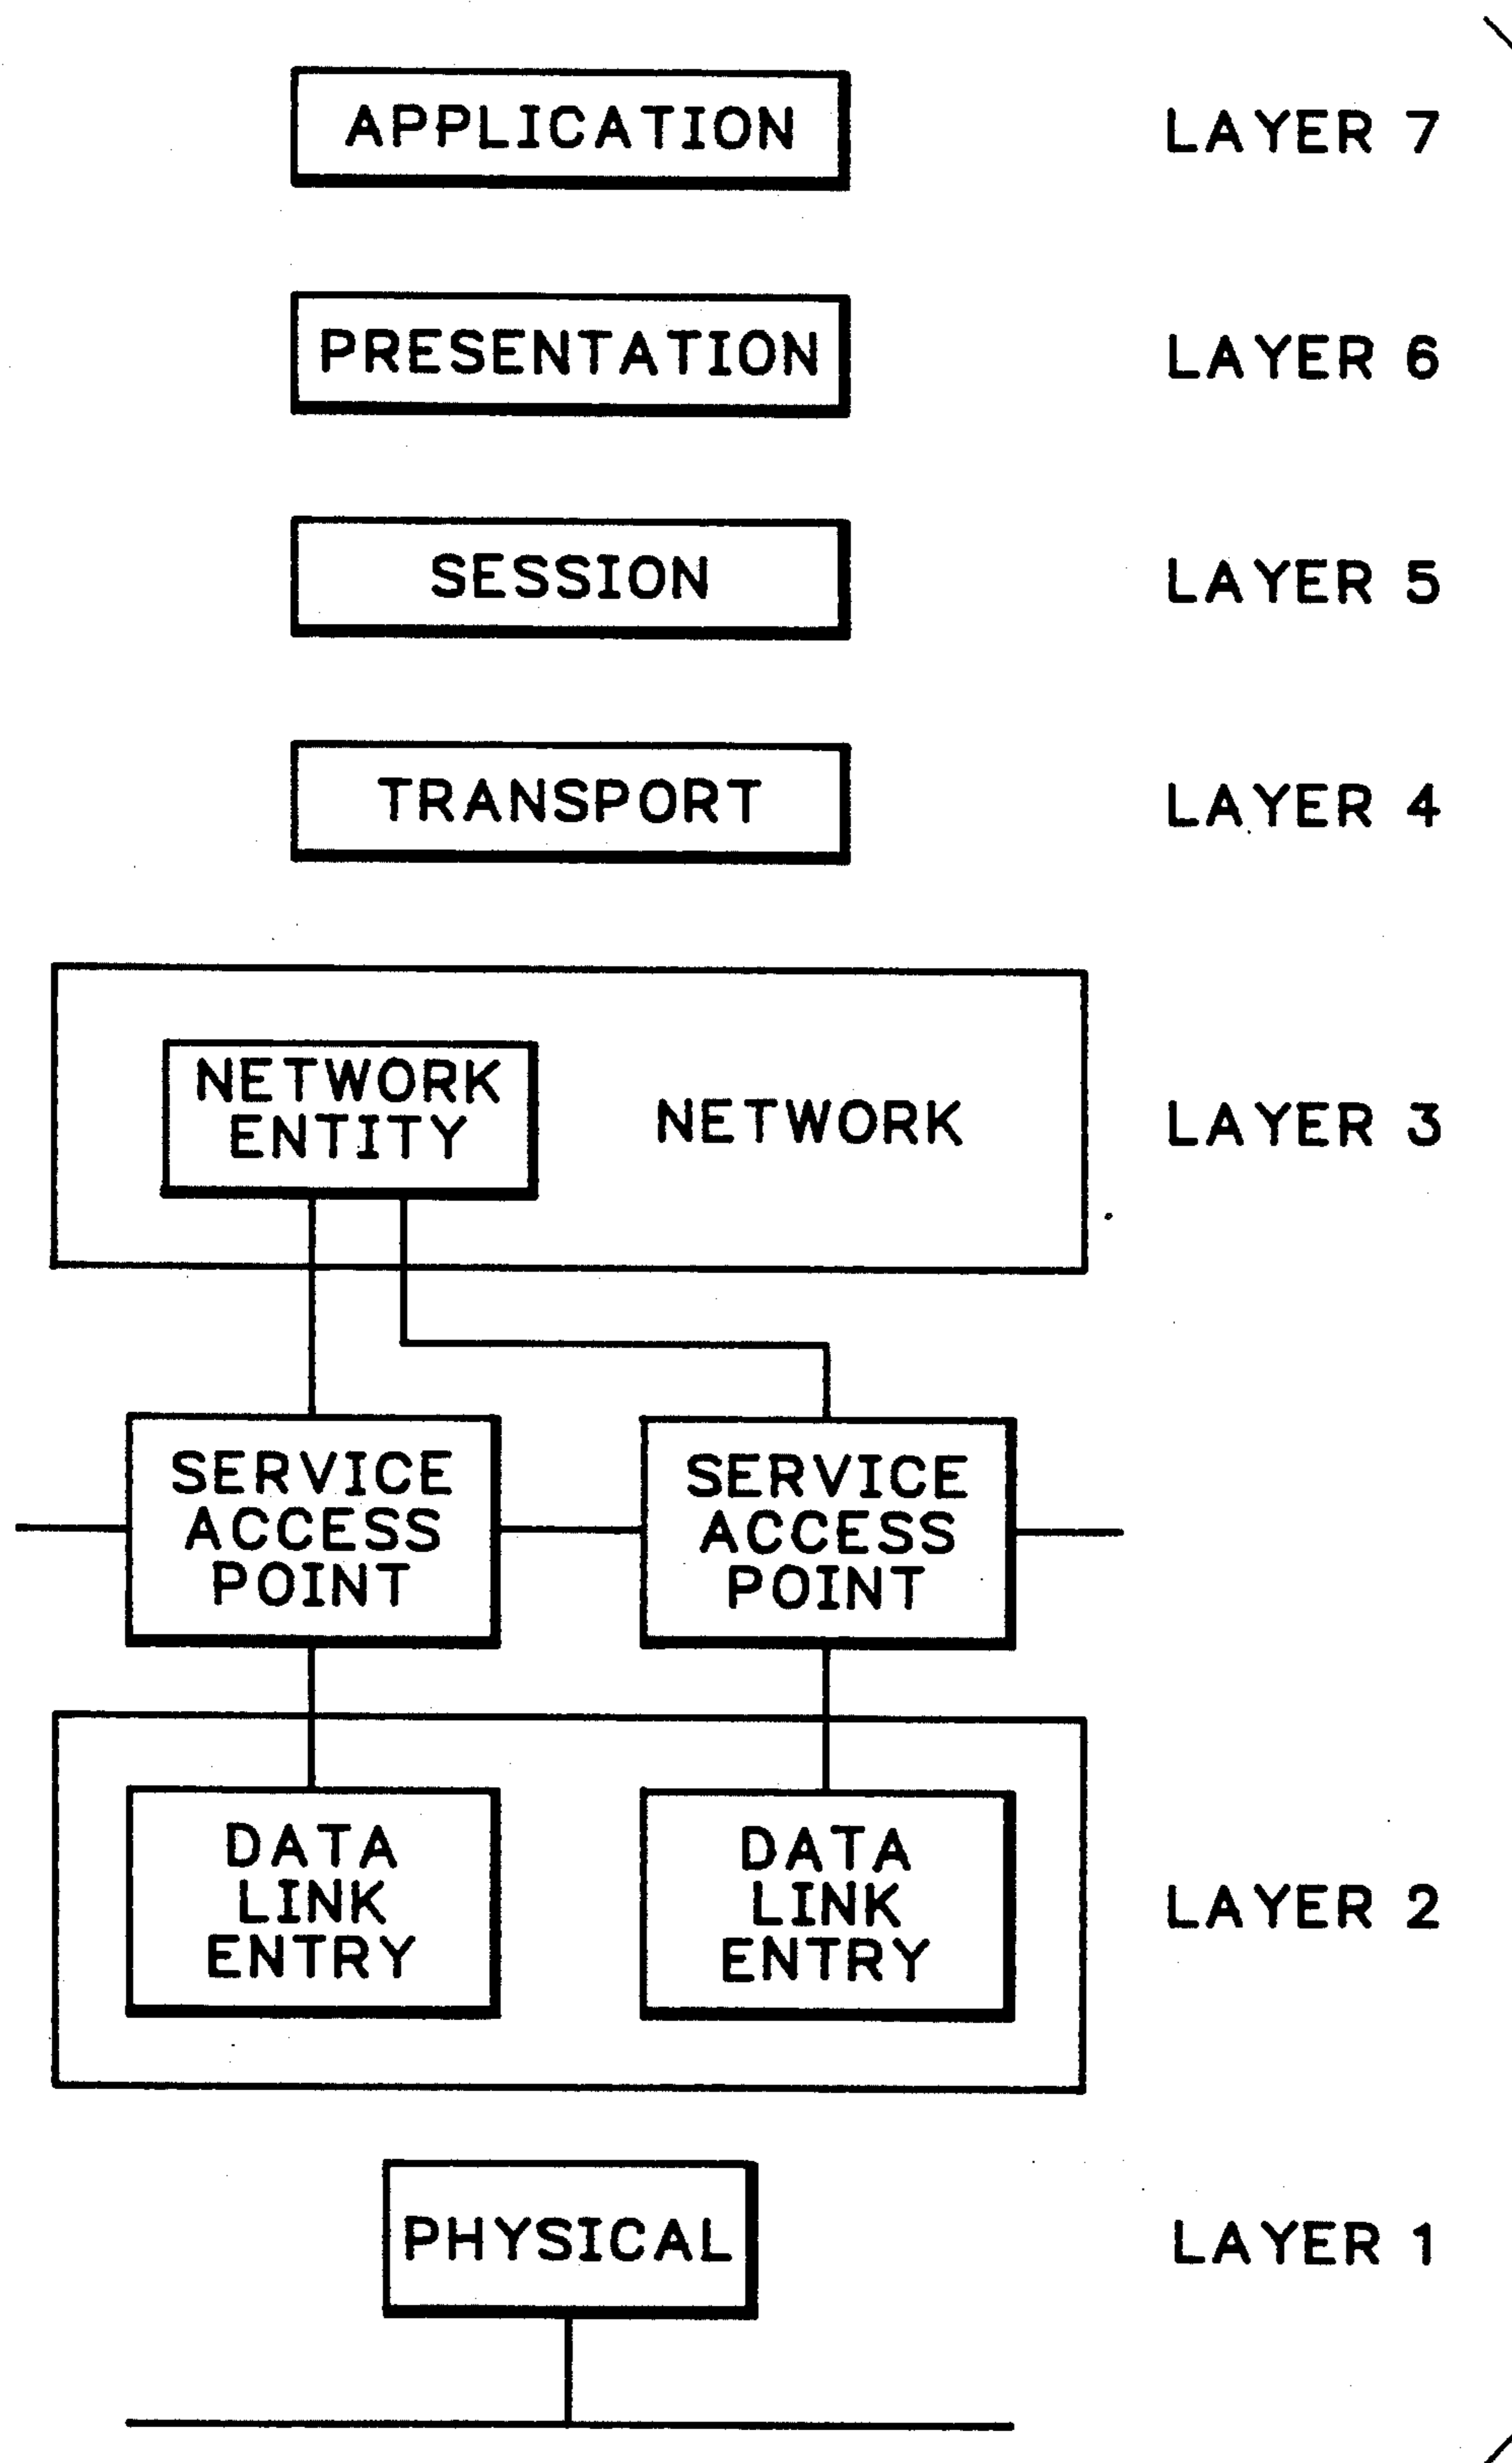 APPLICATION LAYER 7
PRESENTATION LAYER 6
SESSION LAYER 5
TRANSPORT LAYER 4
NETWORK
ENTITY
NETWORK
LAYER 3
SERVICE
ACCESS
POINT
SERVICE
ACCESS
POINT
DATA
LINK
ENTRY
DATA
LINK
ENTRY
LAYER 2
PHYSICAL
LAYER 1